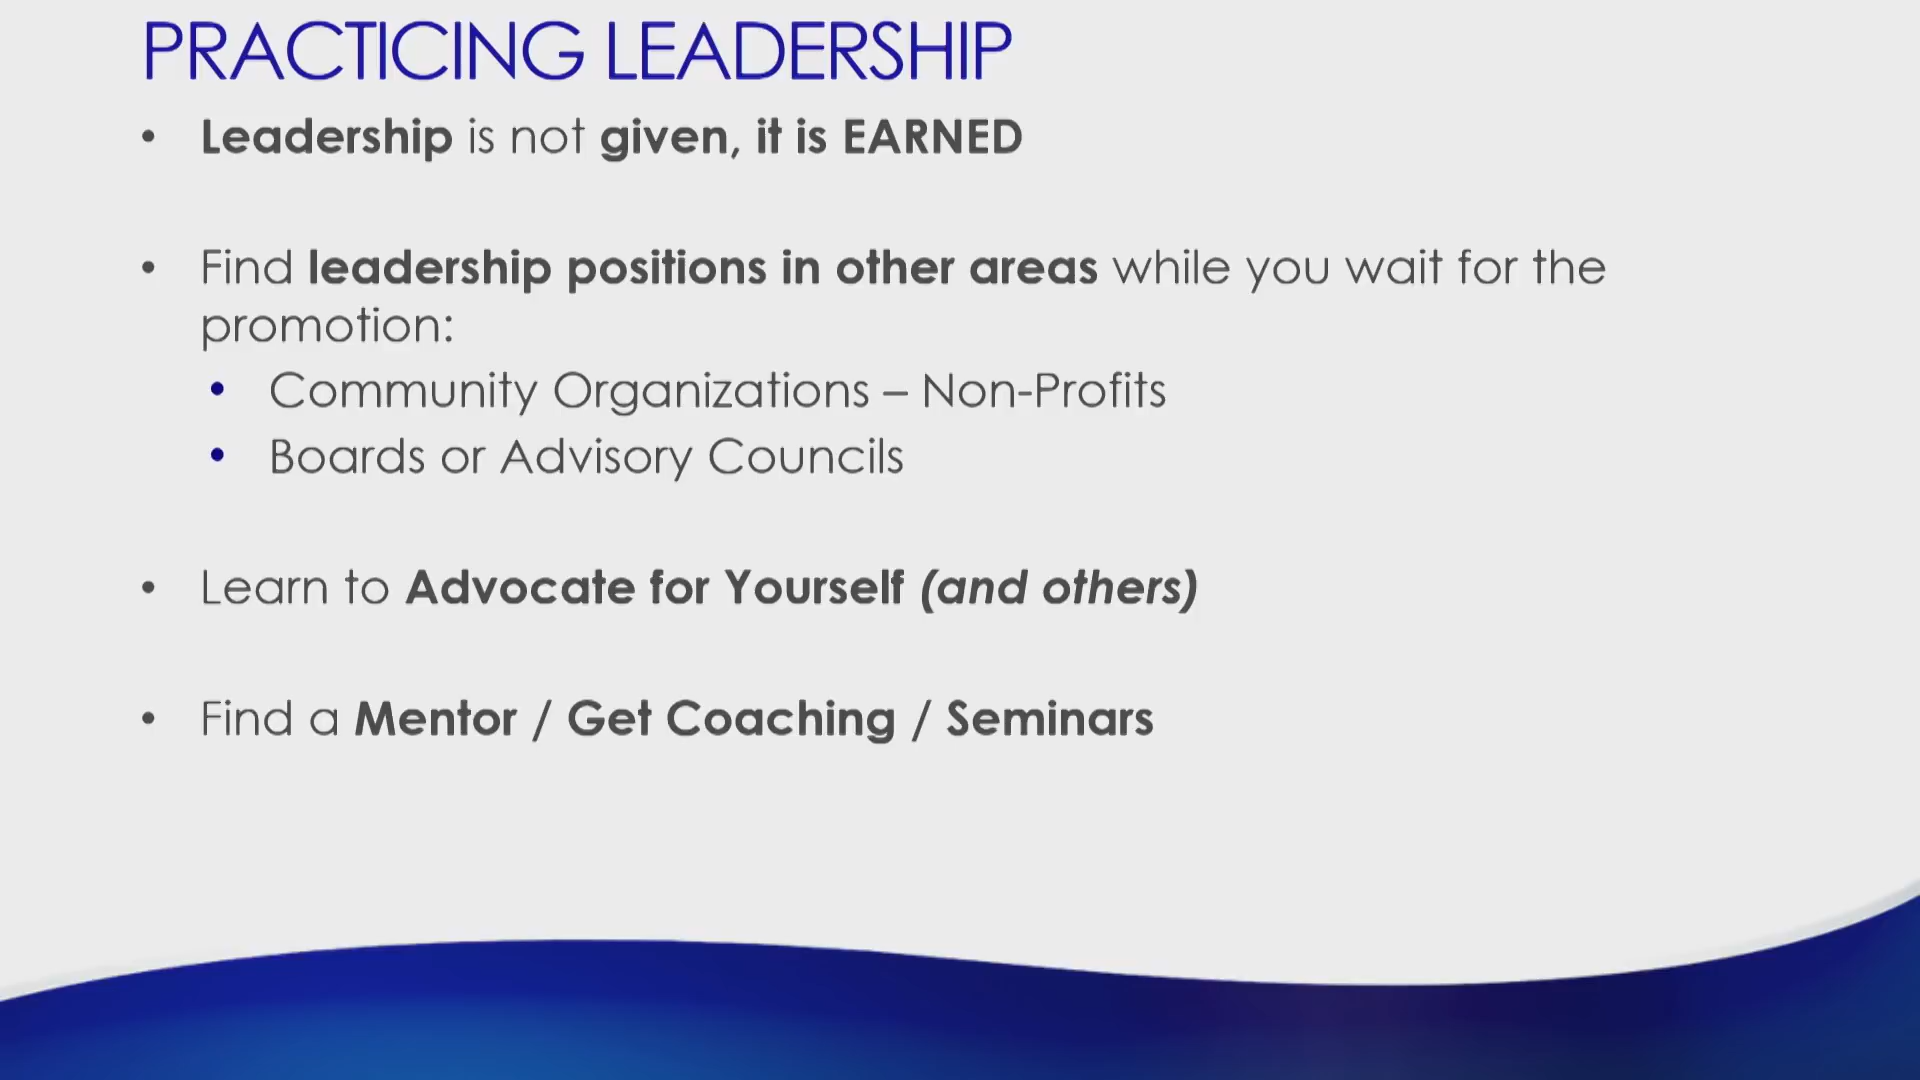 PRACTICING LEADERSHIP
• Leadership is not given, it is EARNED
• Find leadership positions in other areas while you wait for the
promotion:
• Community Organizations – Non-Profits
• Boards or Advisory Councils
• Learn to Advocate for Yourself (and others)
• Find a Mentor / Get Coaching / Seminars